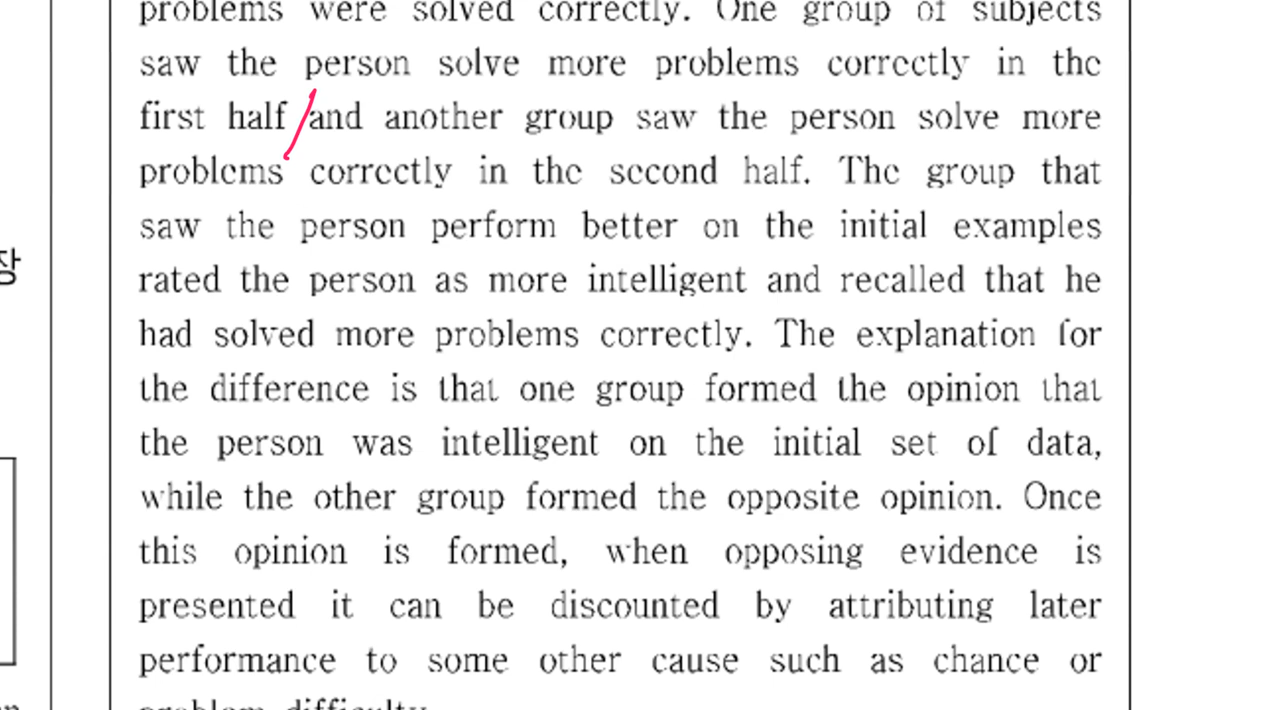 problems were solved correctly. One group of subjects
saw the person solve more problems correctly in the
first half and another group saw the person solve more
problems correctly in the second half. The group that
saw the person perform better on the initial examples
rated the person as more intelligent and recalled that he
had solved more problems correctly. The explanation for
the difference is that one group formed the opinion that
the person was intelligent on the initial set of data,
while the other group formed the opposite opinion. Once
this opinion is formed, when opposing evidence is
presented it can be discounted by attributing later
performance to some other cause such as chance or
problem difficulty.
장